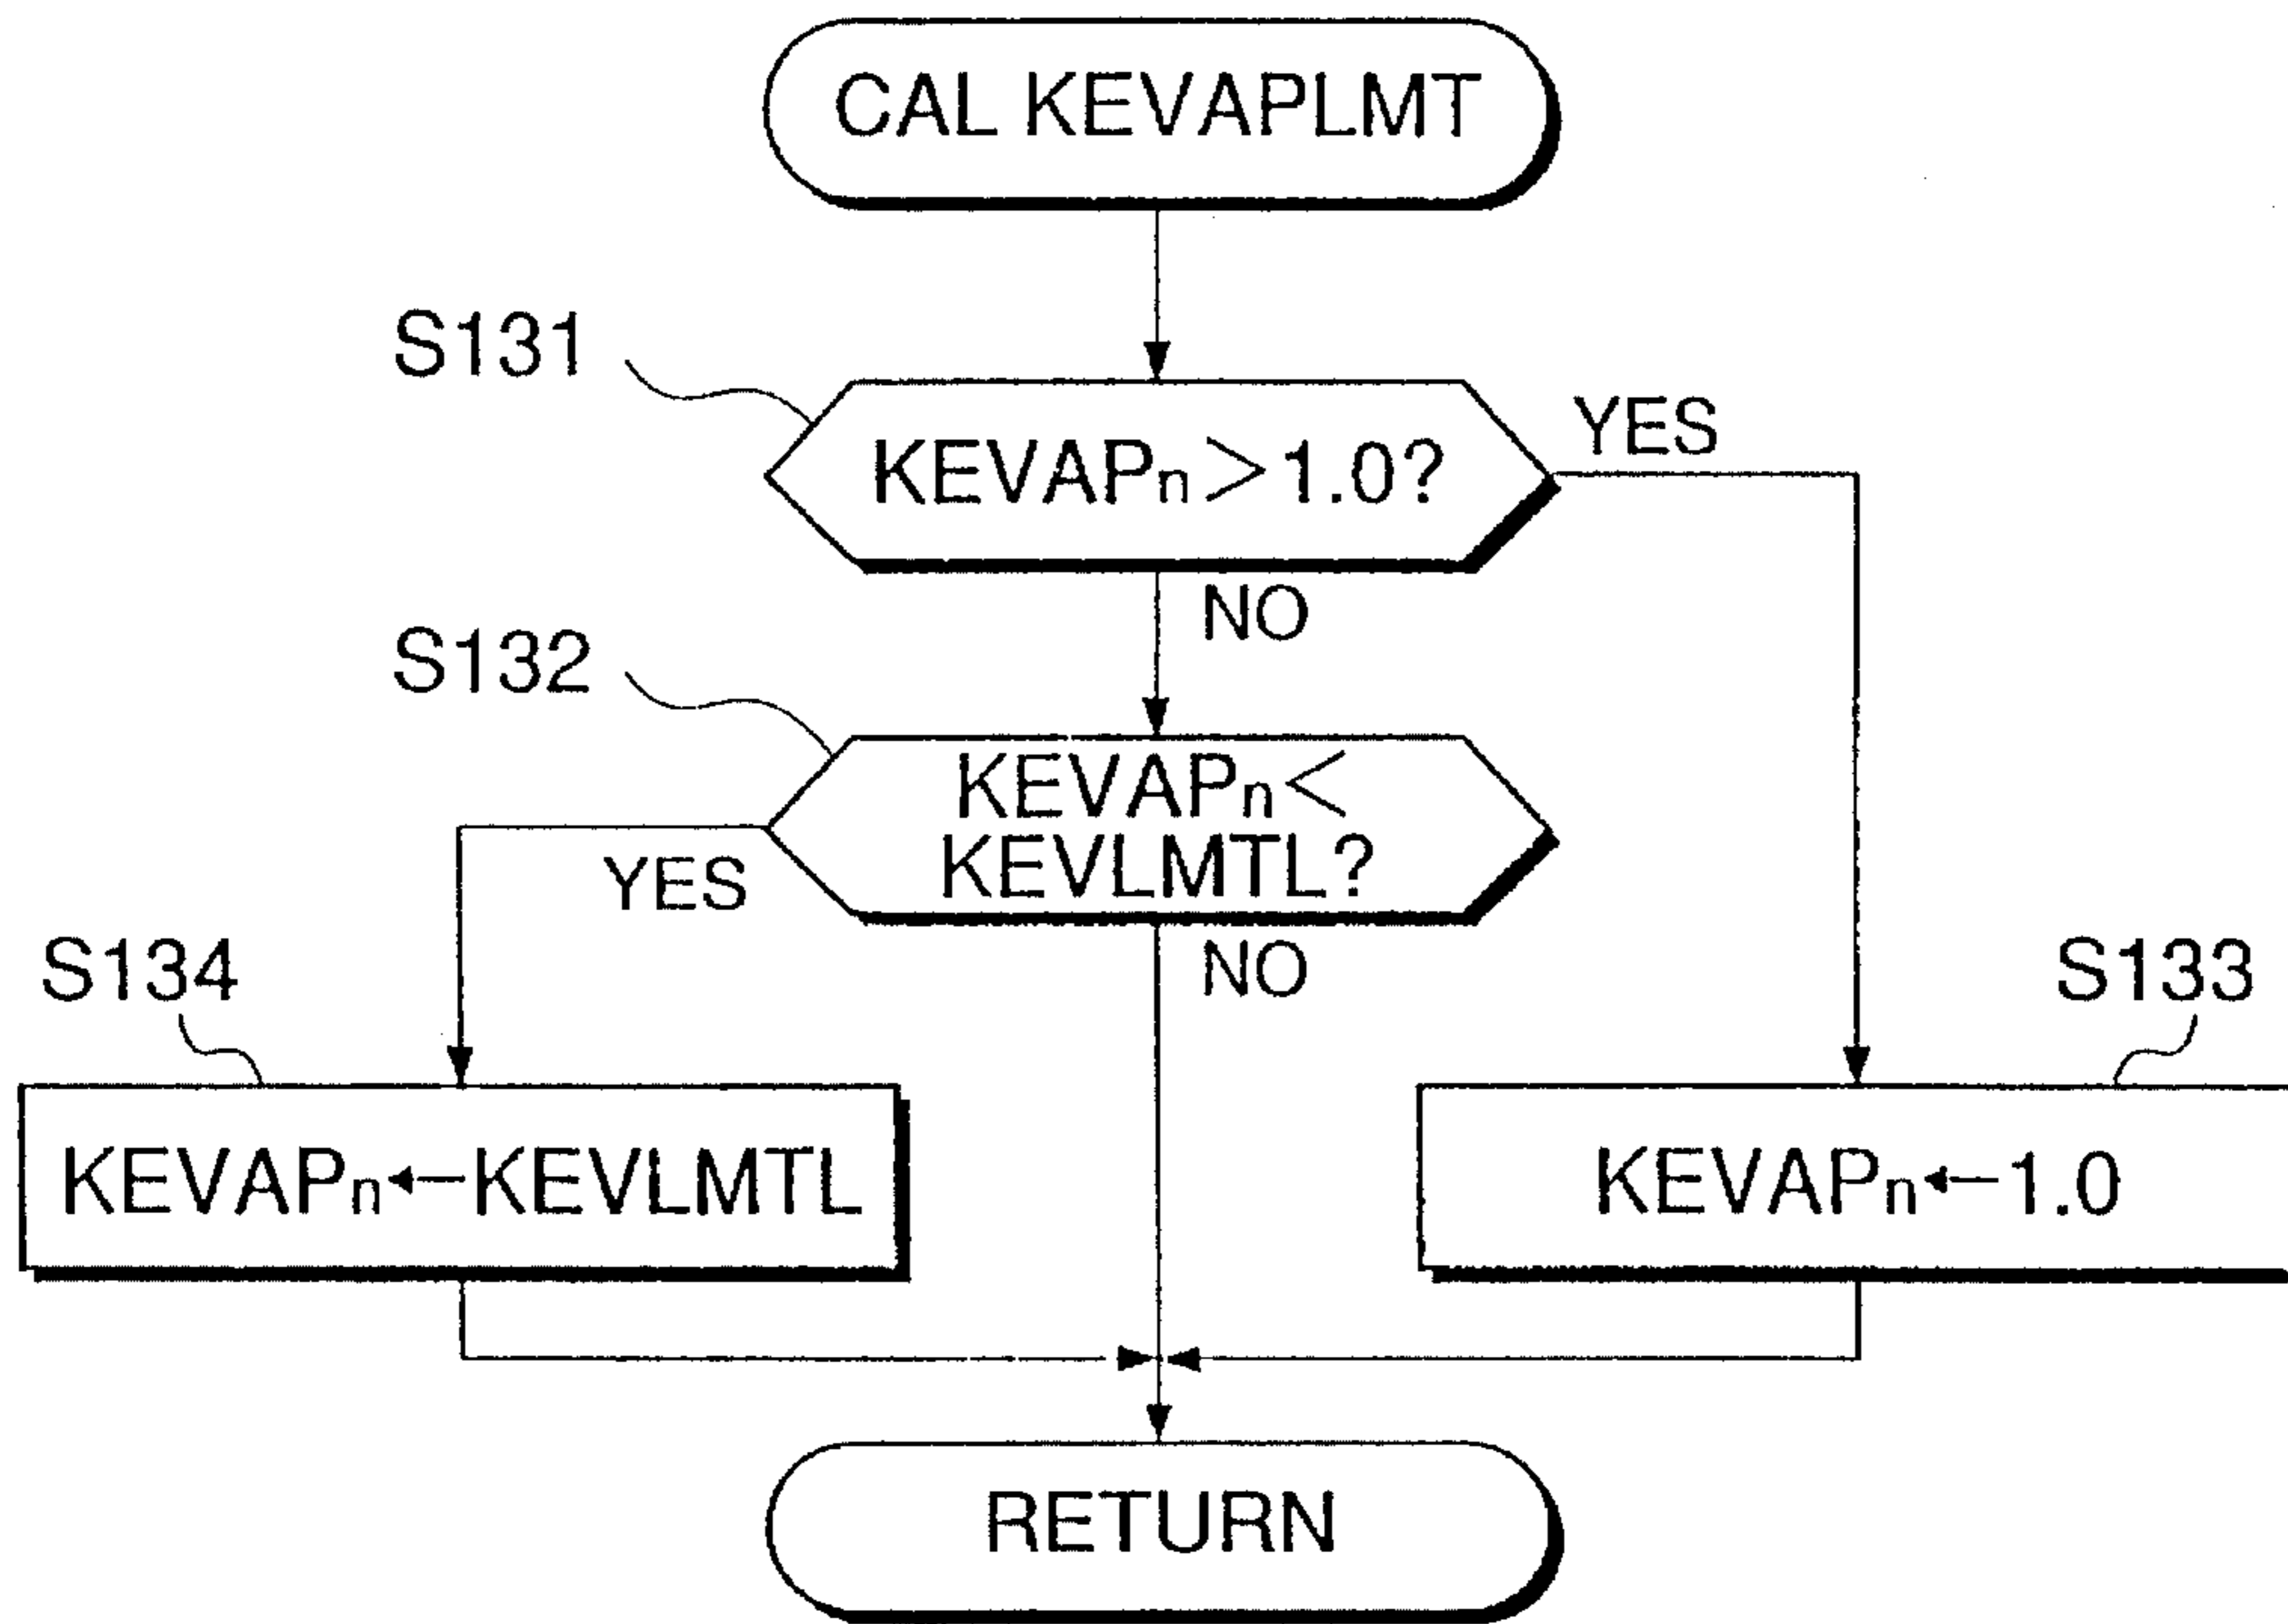 CAL KEVAPLMT
S131
KEVAPn>1.0?
YES
NO
S132
KEVAPn<
KEVLMTL?
YES
NO
S134
S133
KEVAPn←KEVLMTL
KEVAPn←1.0
RETURN